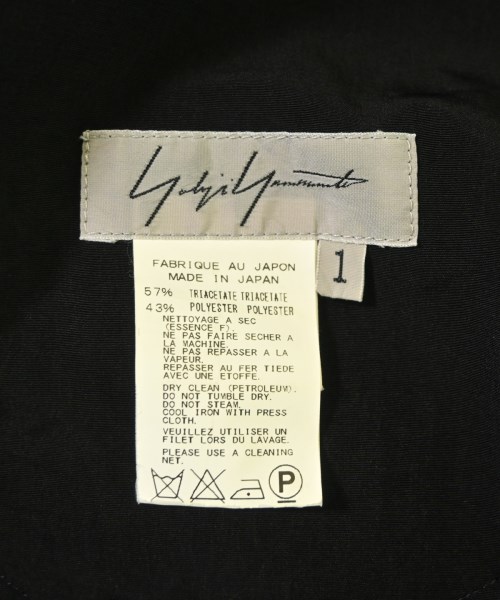 Yohji Yamamoto
1
FABRIQUE AU JAPON
MADE IN JAPAN
57% TRIACETATE TRIACETATE
43% POLYESTER POLYESTER
NETTOYAGE A SEC
(ESSENCE F).
NE PAS FAIRE SECHER A
LA MACHINE.
NE PAS REPASSER A LA
VAPEUR.
REPASSER AU FER TIEDE
AVEC UNE ETOFFE.
DRY CLEAN (PETROLEUM).
DO NOT TUMBLE DRY.
DO NOT STEAM.
COOL IRON WITH PRESS
CLOTH.
VEUILLEZ UTILISER UN
FILET LORS DU LAVAGE.
PLEASE USE A CLEANING
NET.
P